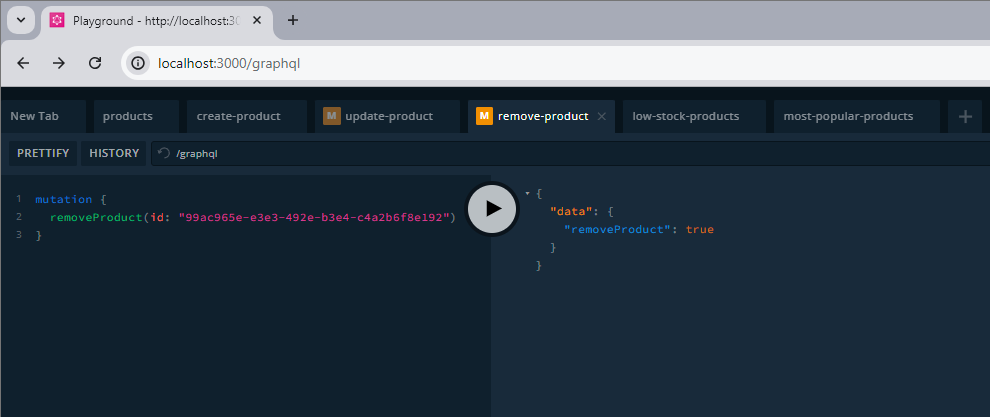 Playground - http://localhost:30
localhost:3000/graphql
New Tab products create-product M update-product M remove-product low-stock-products most-popular-products
PRETTIFY HISTORY /graphql
1 mutation {
2 removeProduct(id: "99ac965e-e3e3-492e-b3e4-c4a2b6f8e192")
3 }
{
"data": {
"removeProduct": true
}
}